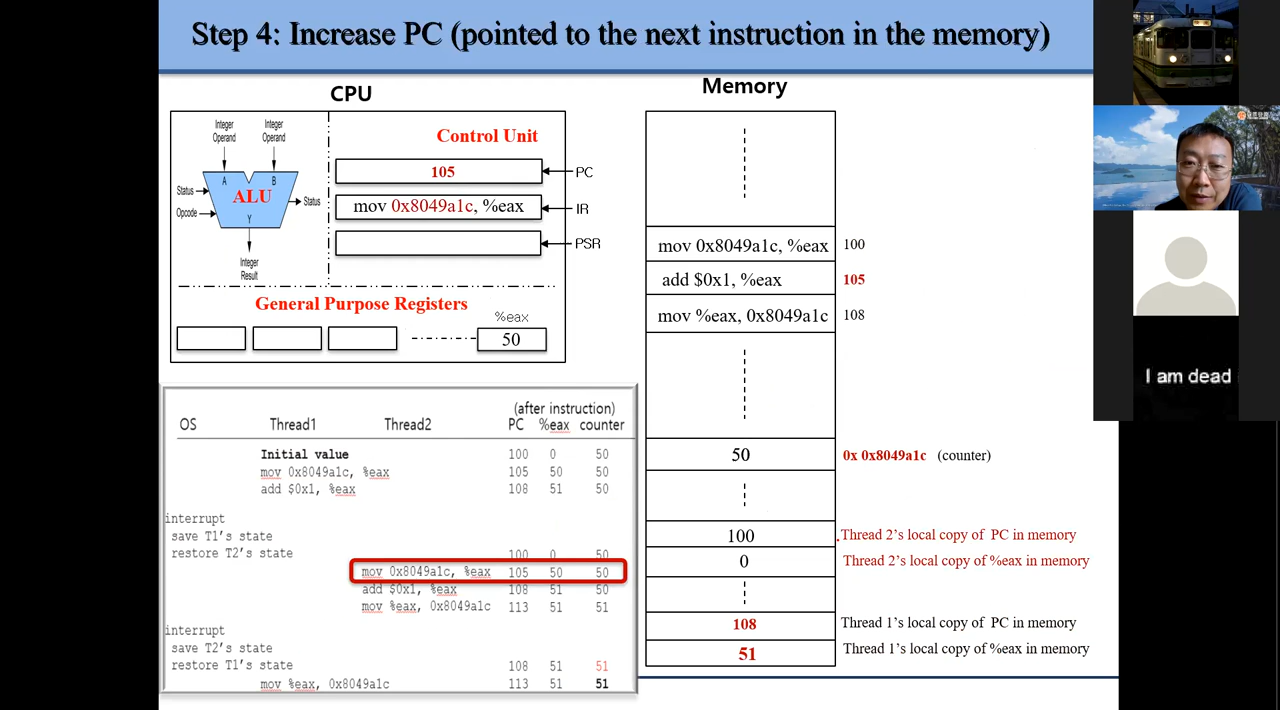 Step 4: Increase PC (pointed to the next instruction in the memory)
CPU
Memory
Integer Operand
Integer Operand
Control Unit
A
B
Status
ALU
Status
Opcode
Y
Integer Result
105
PC
mov 0x8049a1c, %eax
IR
PSR
General Purpose Registers
%eax
50
mov 0x8049a1c, %eax
100
add $0x1, %eax
105
mov %eax, 0x8049a1c
108
50
0x 0x8049a1c (counter)
100
Thread 2's local copy of PC in memory
0
Thread 2's local copy of %eax in memory
108
Thread 1's local copy of PC in memory
51
Thread 1's local copy of %eax in memory
(after instruction)
OS Thread1 Thread2 PC %eax counter
Initial value 100 0 50
mov 0x8049a1c, %eax 105 50 50
add $0x1, %eax 108 51 50
interrupt
save T1's state
restore T2's state 100 0 50
mov 0x8049a1c, %eax 105 50 50
add $0x1, %eax 108 51 50
mov %eax, 0x8049a1c 113 51 51
interrupt
save T2's state
restore T1's state 108 51 51
mov %eax, 0x8049a1c 113 51 51
I am dead